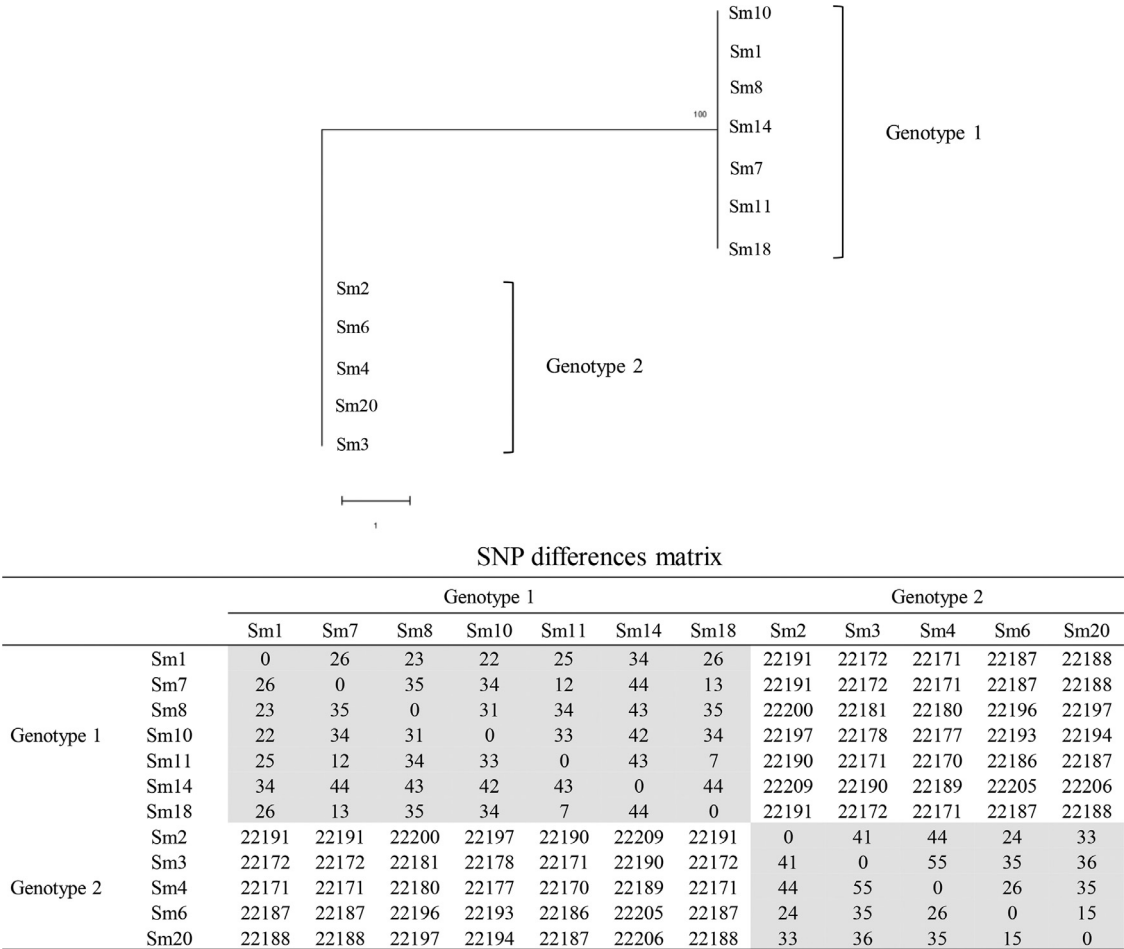 Sm10
Sm1
Sm8
100
Sm14
Genotype 1
Sm7
Sm11
Sm18
Sm2
Sm6
Sm4
Genotype 2
Sm20
Sm3
1
SNP differences matrix
Genotype 1 Genotype 2
Sm1 Sm7 Sm8 Sm10 Sm11 Sm14 Sm18 Sm2 Sm3 Sm4 Sm6 Sm20
Sm1 0 26 23 22 25 34 26 22191 22172 22171 22187 22188
Sm7 26 0 35 34 12 44 13 22191 22172 22171 22187 22188
Sm8 23 35 0 31 34 43 35 22200 22181 22180 22196 22197
Genotype 1 Sm10 22 34 31 0 33 42 34 22197 22178 22177 22193 22194
Sm11 25 12 34 33 0 43 7 22190 22171 22170 22186 22187
Sm14 34 44 43 42 43 0 44 22209 22190 22189 22205 22206
Sm18 26 13 35 34 7 44 0 22191 22172 22171 22187 22188
Sm2 22191 22191 22200 22197 22190 22209 22191 0 41 44 24 33
Sm3 22172 22172 22181 22178 22171 22190 22172 41 0 55 35 36
Genotype 2 Sm4 22171 22171 22180 22177 22170 22189 22171 44 55 0 26 35
Sm6 22187 22187 22196 22193 22186 22205 22187 24 35 26 0 15
Sm20 22188 22188 22197 22194 22187 22206 22188 33 36 35 15 0